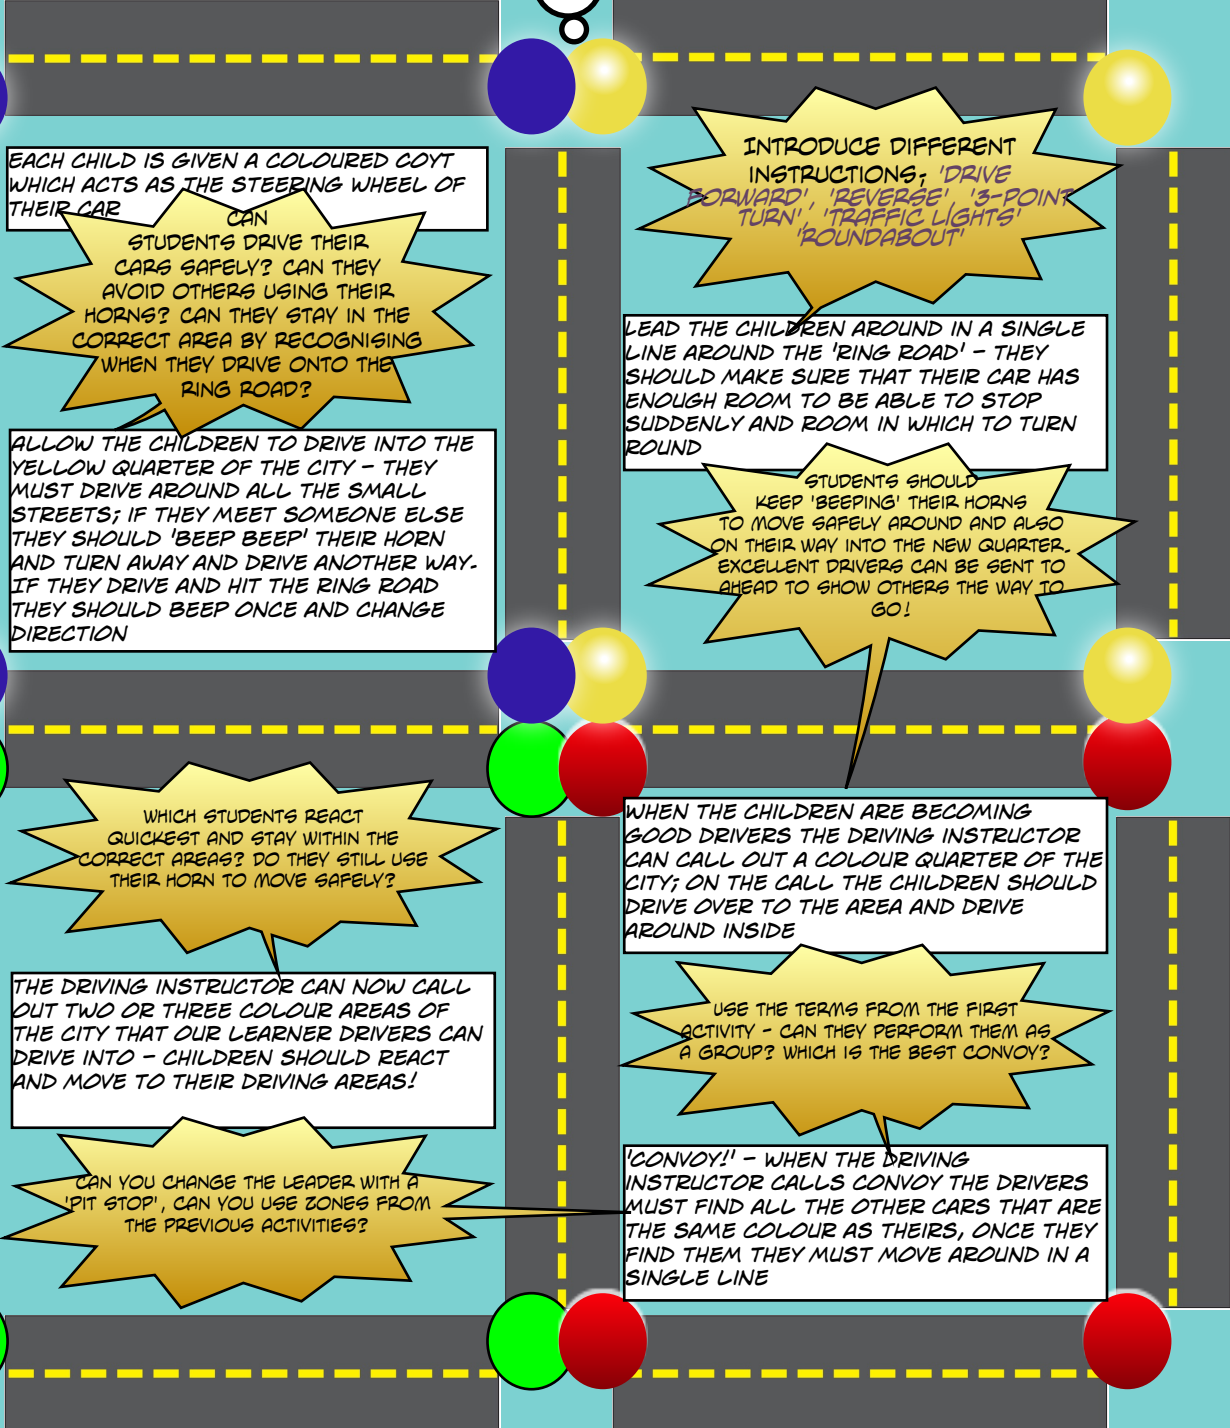 EACH CHILD IS GIVEN A COLOURED COYT
WHICH ACTS AS THE STEERING WHEEL OF
THEIR CAR
CAN
STUDENTS DRIVE THEIR
CARS SAFELY? CAN THEY
AVOID OTHERS USING THEIR
HORNS? CAN THEY STAY IN THE
CORRECT AREA BY RECOGNISING
WHEN THEY DRIVE ONTO THE
RING ROAD?
ALLOW THE CHILDREN TO DRIVE INTO THE
YELLOW QUARTER OF THE CITY – THEY
MUST DRIVE AROUND ALL THE SMALL
STREETS; IF THEY MEET SOMEONE ELSE
THEY SHOULD 'BEEP BEEP' THEIR HORN
AND TURN AWAY AND DRIVE ANOTHER WAY.
IF THEY DRIVE AND HIT THE RING ROAD
THEY SHOULD BEEP ONCE AND CHANGE
DIRECTION
INTRODUCE DIFFERENT
INSTRUCTIONS; 'DRIVE
FORWARD', 'REVERSE', '3-POINT
TURN', 'TRAFFIC LIGHTS'
'ROUNDABOUT'
LEAD THE CHILDREN AROUND IN A SINGLE
LINE AROUND THE 'RING ROAD' – THEY
SHOULD MAKE SURE THAT THEIR CAR HAS
ENOUGH ROOM TO BE ABLE TO STOP
SUDDENLY AND ROOM IN WHICH TO TURN
ROUND
STUDENTS SHOULD
KEEP 'BEEPING' THEIR HORNS
TO MOVE SAFELY AROUND AND ALSO
ON THEIR WAY INTO THE NEW QUARTER.
EXCELLENT DRIVERS CAN BE SENT TO
AHEAD TO SHOW OTHERS THE WAY TO
GO!
WHICH STUDENTS REACT
QUICKEST AND STAY WITHIN THE
CORRECT AREAS? DO THEY STILL USE
THEIR HORN TO MOVE SAFELY?
THE DRIVING INSTRUCTOR CAN NOW CALL
OUT TWO OR THREE COLOUR AREAS OF
THE CITY THAT OUR LEARNER DRIVERS CAN
DRIVE INTO – CHILDREN SHOULD REACT
AND MOVE TO THEIR DRIVING AREAS!
CAN YOU CHANGE THE LEADER WITH A
'PIT STOP', CAN YOU USE ZONES FROM
THE PREVIOUS ACTIVITIES?
WHEN THE CHILDREN ARE BECOMING
GOOD DRIVERS THE DRIVING INSTRUCTOR
CAN CALL OUT A COLOUR QUARTER OF THE
CITY; ON THE CALL THE CHILDREN SHOULD
DRIVE OVER TO THE AREA AND DRIVE
AROUND INSIDE
USE THE TERMS FROM THE FIRST
ACTIVITY – CAN THEY PERFORM THEM AS
A GROUP? WHICH IS THE BEST CONVOY?
'CONVOY!' – WHEN THE DRIVING
INSTRUCTOR CALLS CONVOY THE DRIVERS
MUST FIND ALL THE OTHER CARS THAT ARE
THE SAME COLOUR AS THEIRS, ONCE THEY
FIND THEM THEY MUST MOVE AROUND IN A
SINGLE LINE